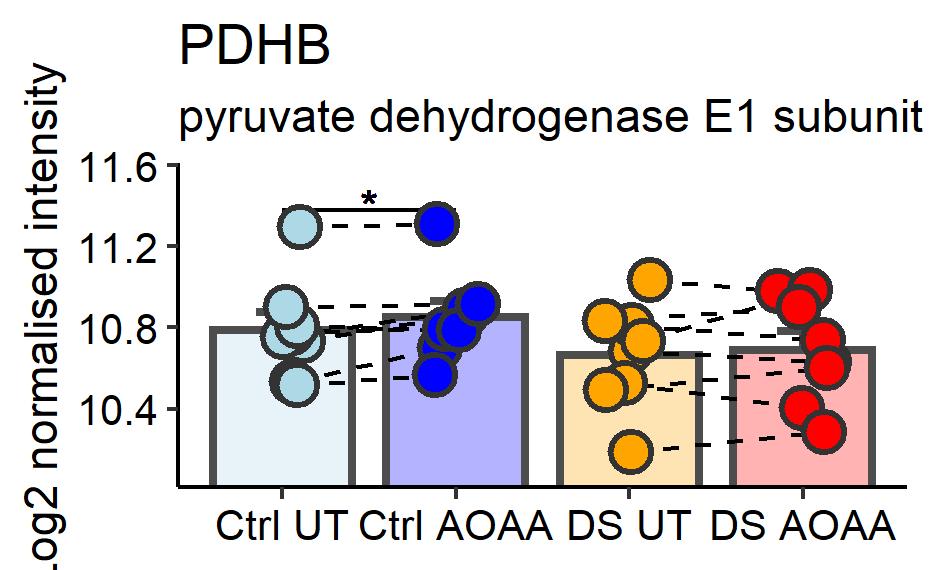 PDHB
pyruvate dehydrogenase E1 subunit
.og2 normalised intensity
11.6
11.2
10.8
10.4
*
Ctrl UT Ctrl AOAA DS UT DS AOAA